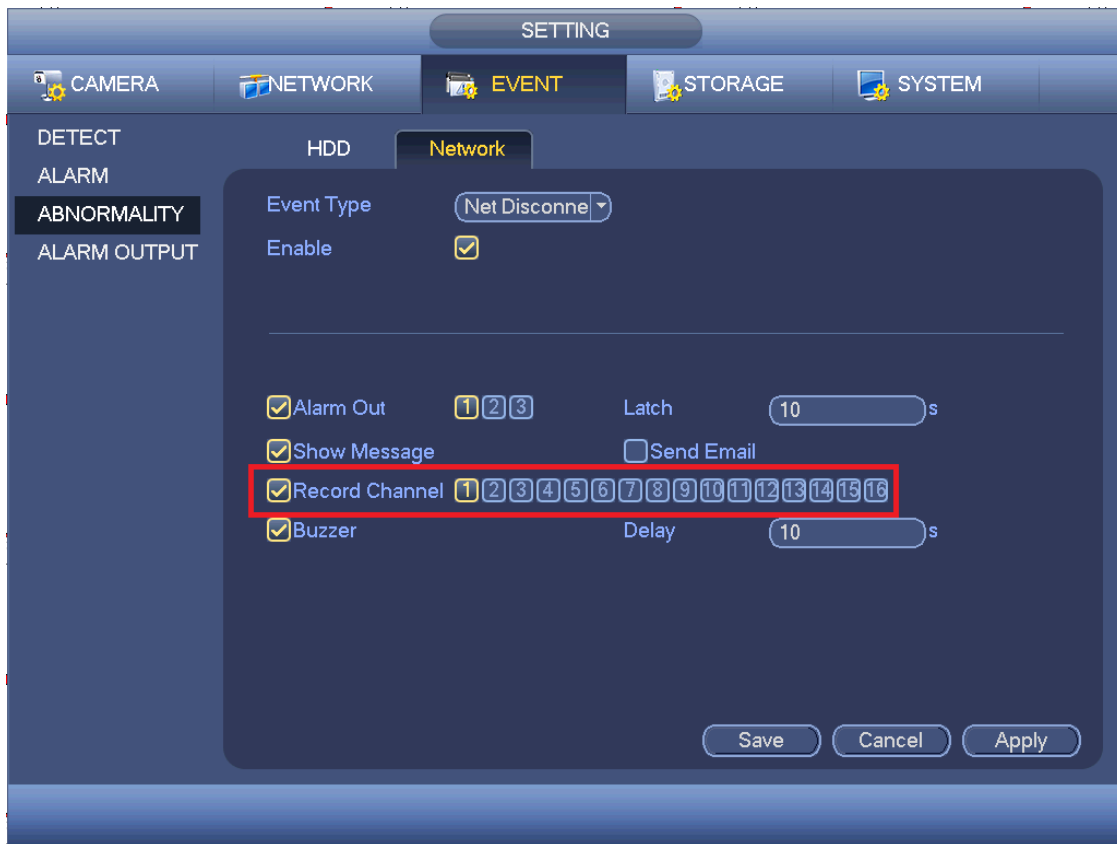 SETTING
CAMERA NETWORK EVENT STORAGE SYSTEM
DETECT
ALARM
ABNORMALITY
ALARM OUTPUT
HDD Network
Event Type Net Disconne
Enable
Alarm Out 1 2 3 Latch 10 s
Show Message Send Email
Record Channel 1 2 3 4 5 6 7 8 9 10 11 12 13 14 15 16
Buzzer Delay 10 s
Save Cancel Apply